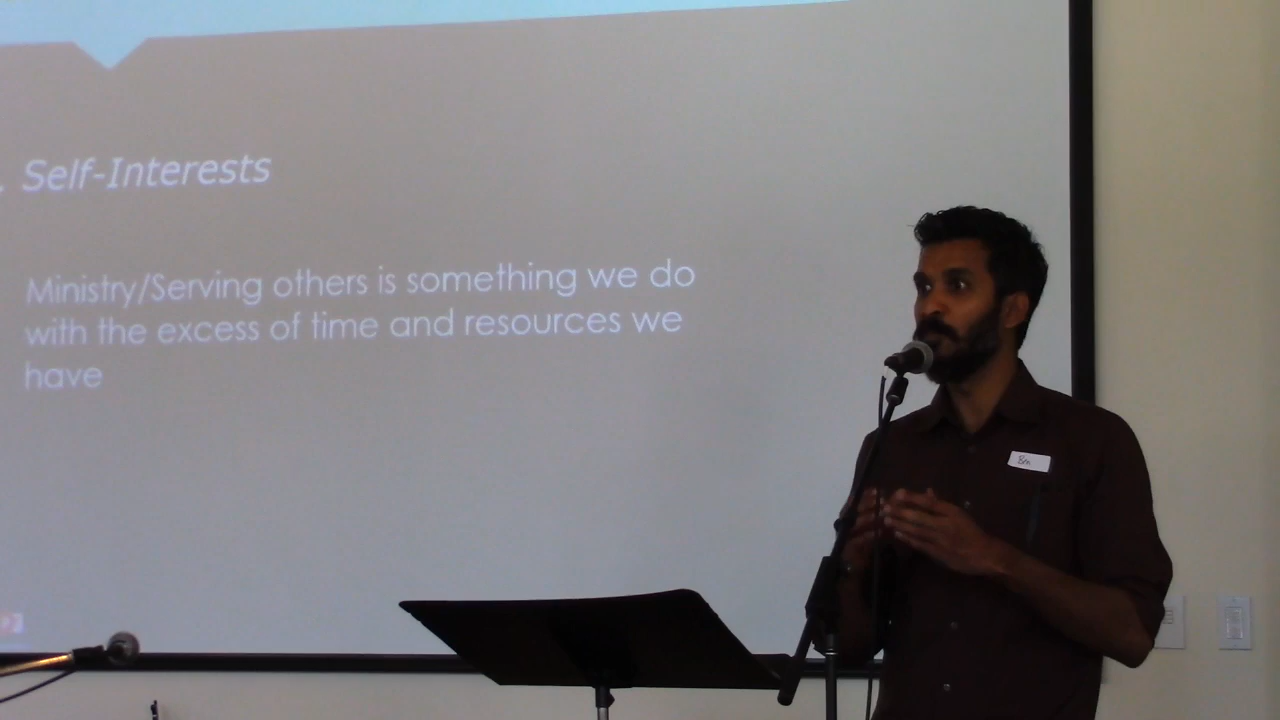 . Self-Interests
Ministry/Serving others is something we do
with the excess of time and resources we
have